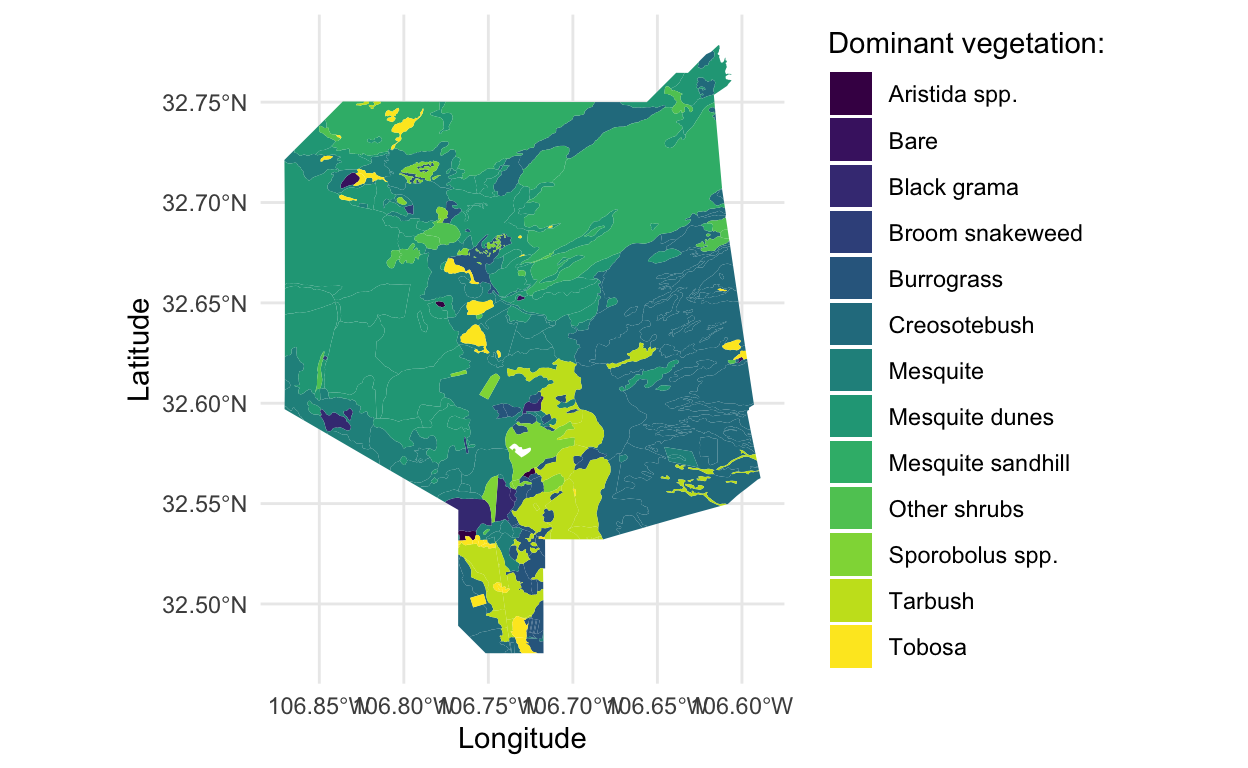 Dominant vegetation:
Aristida spp.
Bare
Black grama
Broom snakeweed
Burrograss
Creosotebush
Mesquite
Mesquite dunes
Mesquite sandhill
Other shrubs
Sporobolus spp.
Tarbush
Tobosa
32.75°N
32.70°N
32.65°N
32.60°N
32.55°N
32.50°N
Latitude
106.85°W 106.80°W 106.75°W 106.70°W 106.65°W 106.60°W
Longitude